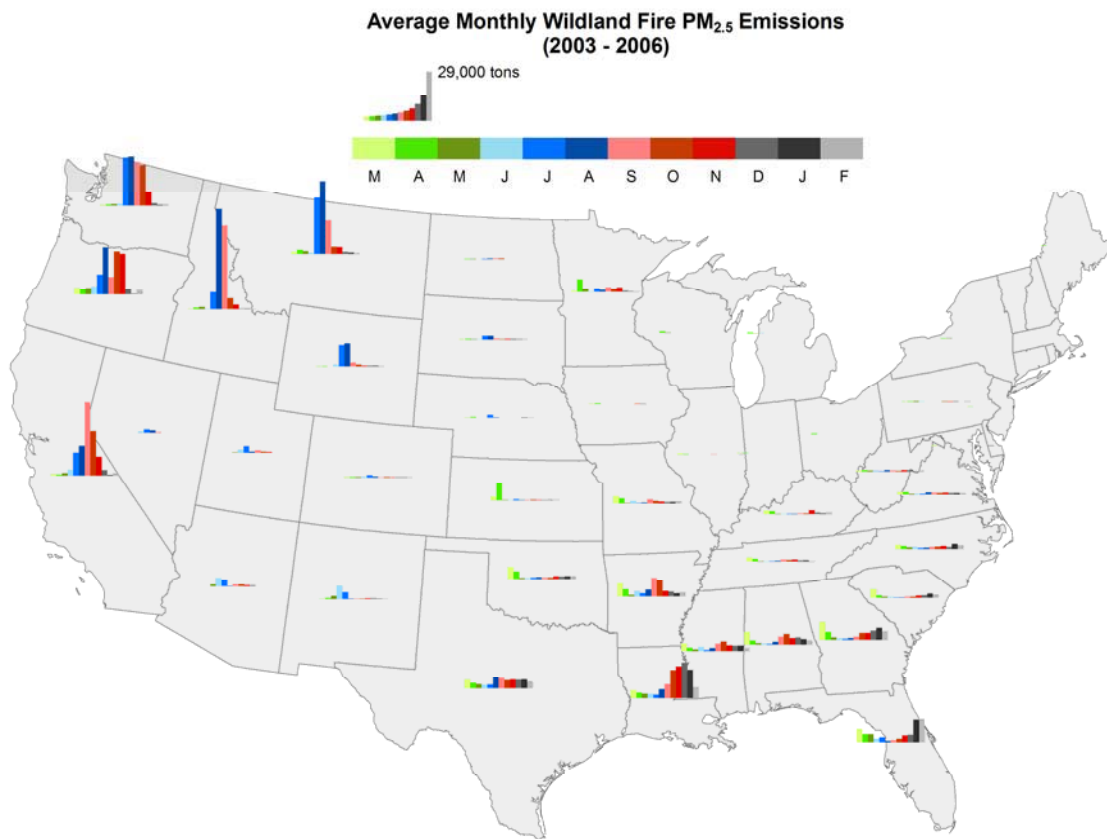 Average Monthly Wildland Fire PM2.5 Emissions
(2003 - 2006)
29,000 tons
M A M J J A S O N D J F